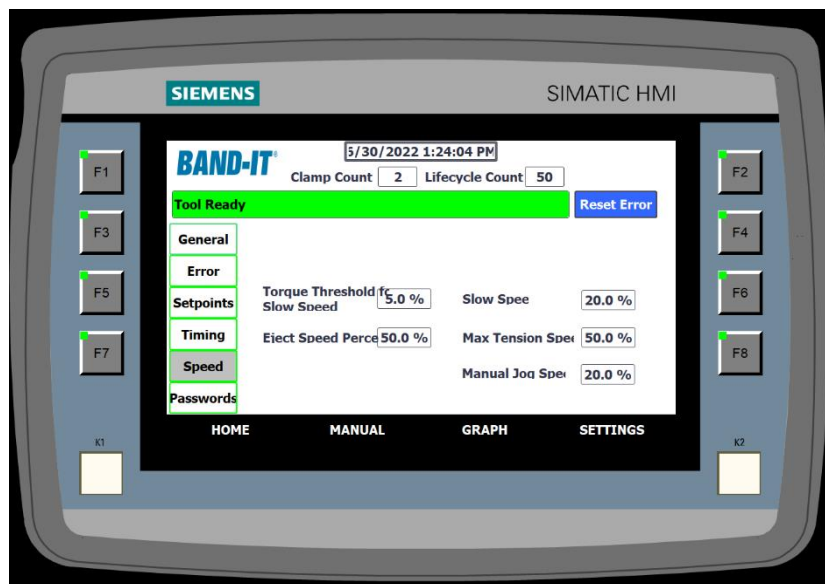 SIEMENS
SIMATIC HMI
BAND-IT®
5/30/2022 1:24:04 PM
Clamp Count 2 Lifecycle Count 50
Tool Ready
Reset Error
General
Error
Setpoints
Timing
Speed
Passwords
Torque Threshold fc
Slow Speed
5.0 %
Slow Spee
20.0 %
Eject Speed Perce
50.0 %
Max Tension Spee
50.0 %
Manual Jog Spee
20.0 %
HOME MANUAL GRAPH SETTINGS
F1
F3
F5
F7
K1
F2
F4
F6
F8
K2